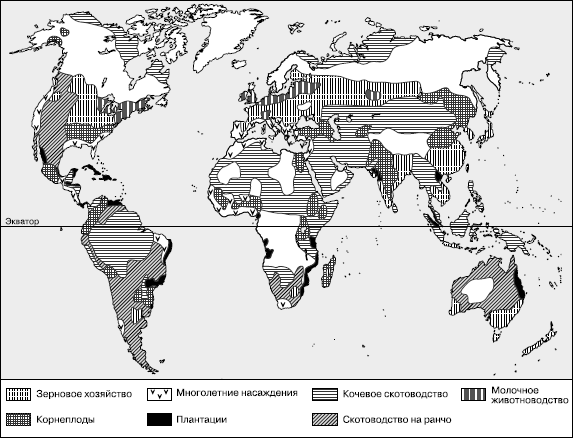 Экватор
Зерновое хозяйство
Многолетние насаждения
Кочевое скотоводство
Молочное
животноводство
Корнеплоды
Плантации
Скотоводство на ранчо